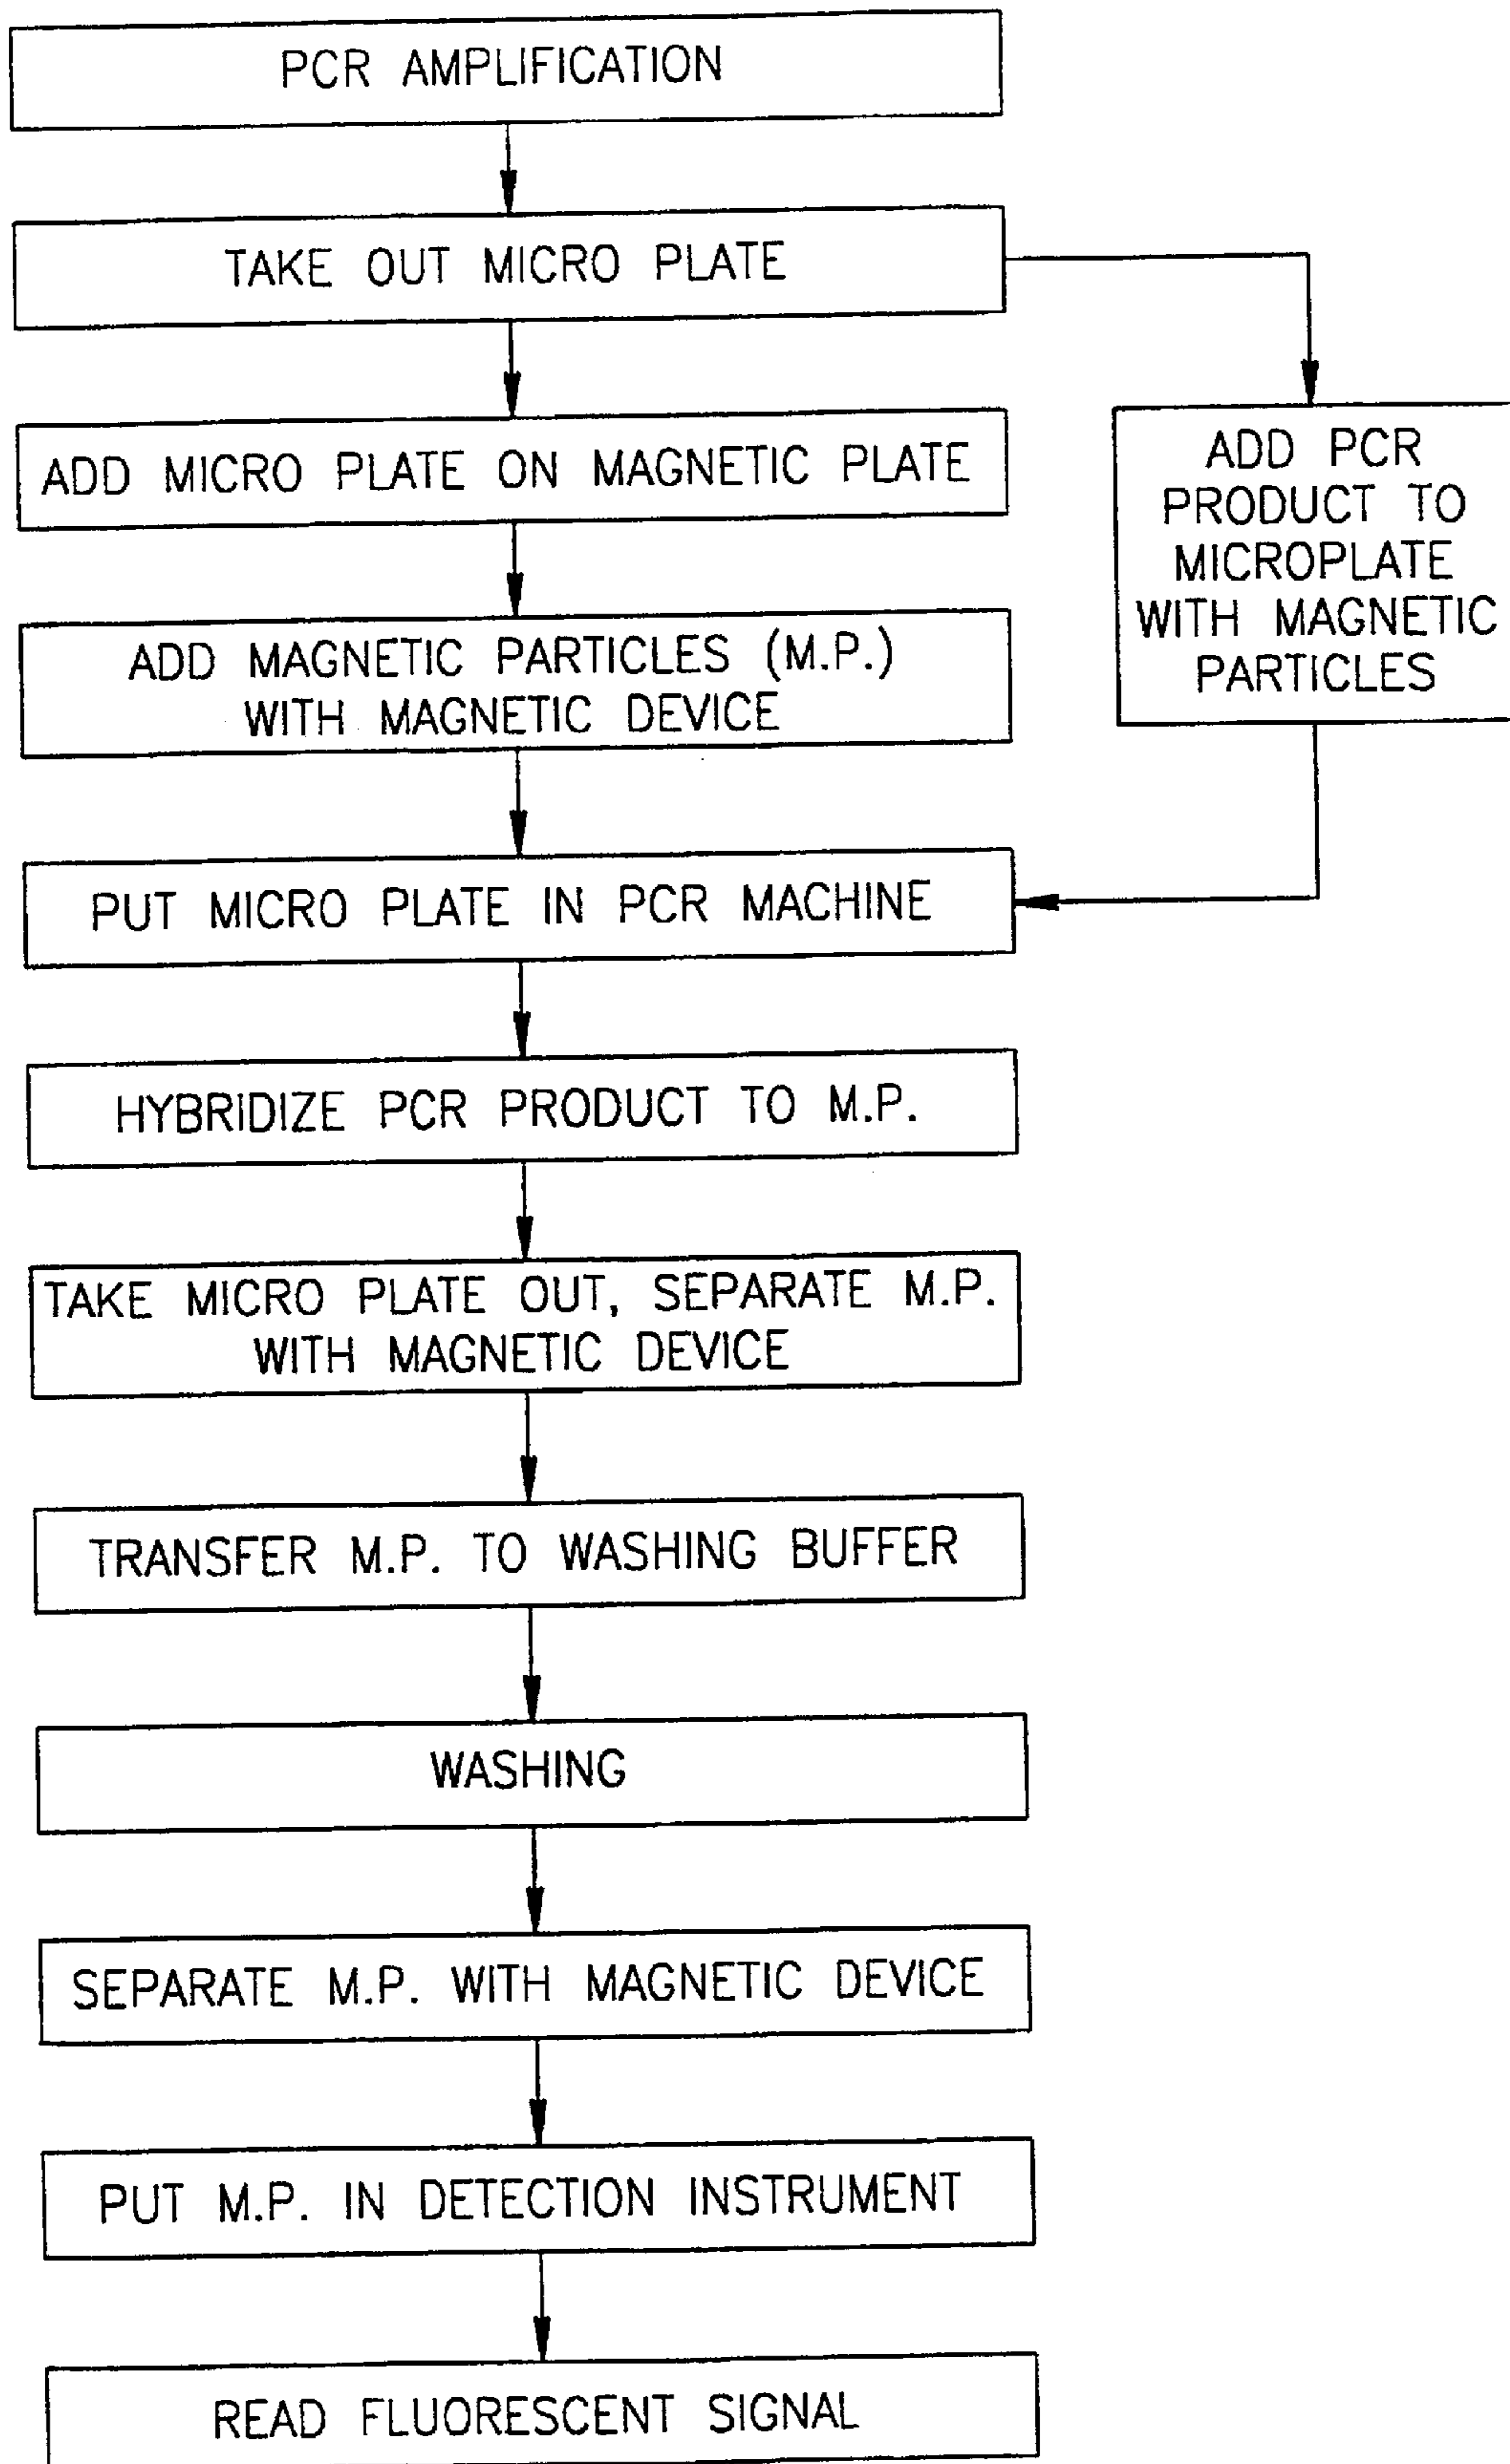 PCR AMPLIFICATION
TAKE OUT MICRO PLATE
ADD MICRO PLATE ON MAGNETIC PLATE
ADD PCR
PRODUCT TO
MICROPLATE
WITH MAGNETIC
PARTICLES
ADD MAGNETIC PARTICLES (M.P.)
WITH MAGNETIC DEVICE
PUT MICRO PLATE IN PCR MACHINE
HYBRIDIZE PCR PRODUCT TO M.P.
TAKE MICRO PLATE OUT, SEPARATE M.P.
WITH MAGNETIC DEVICE
TRANSFER M.P. TO WASHING BUFFER
WASHING
SEPARATE M.P. WITH MAGNETIC DEVICE
PUT M.P. IN DETECTION INSTRUMENT
READ FLUORESCENT SIGNAL